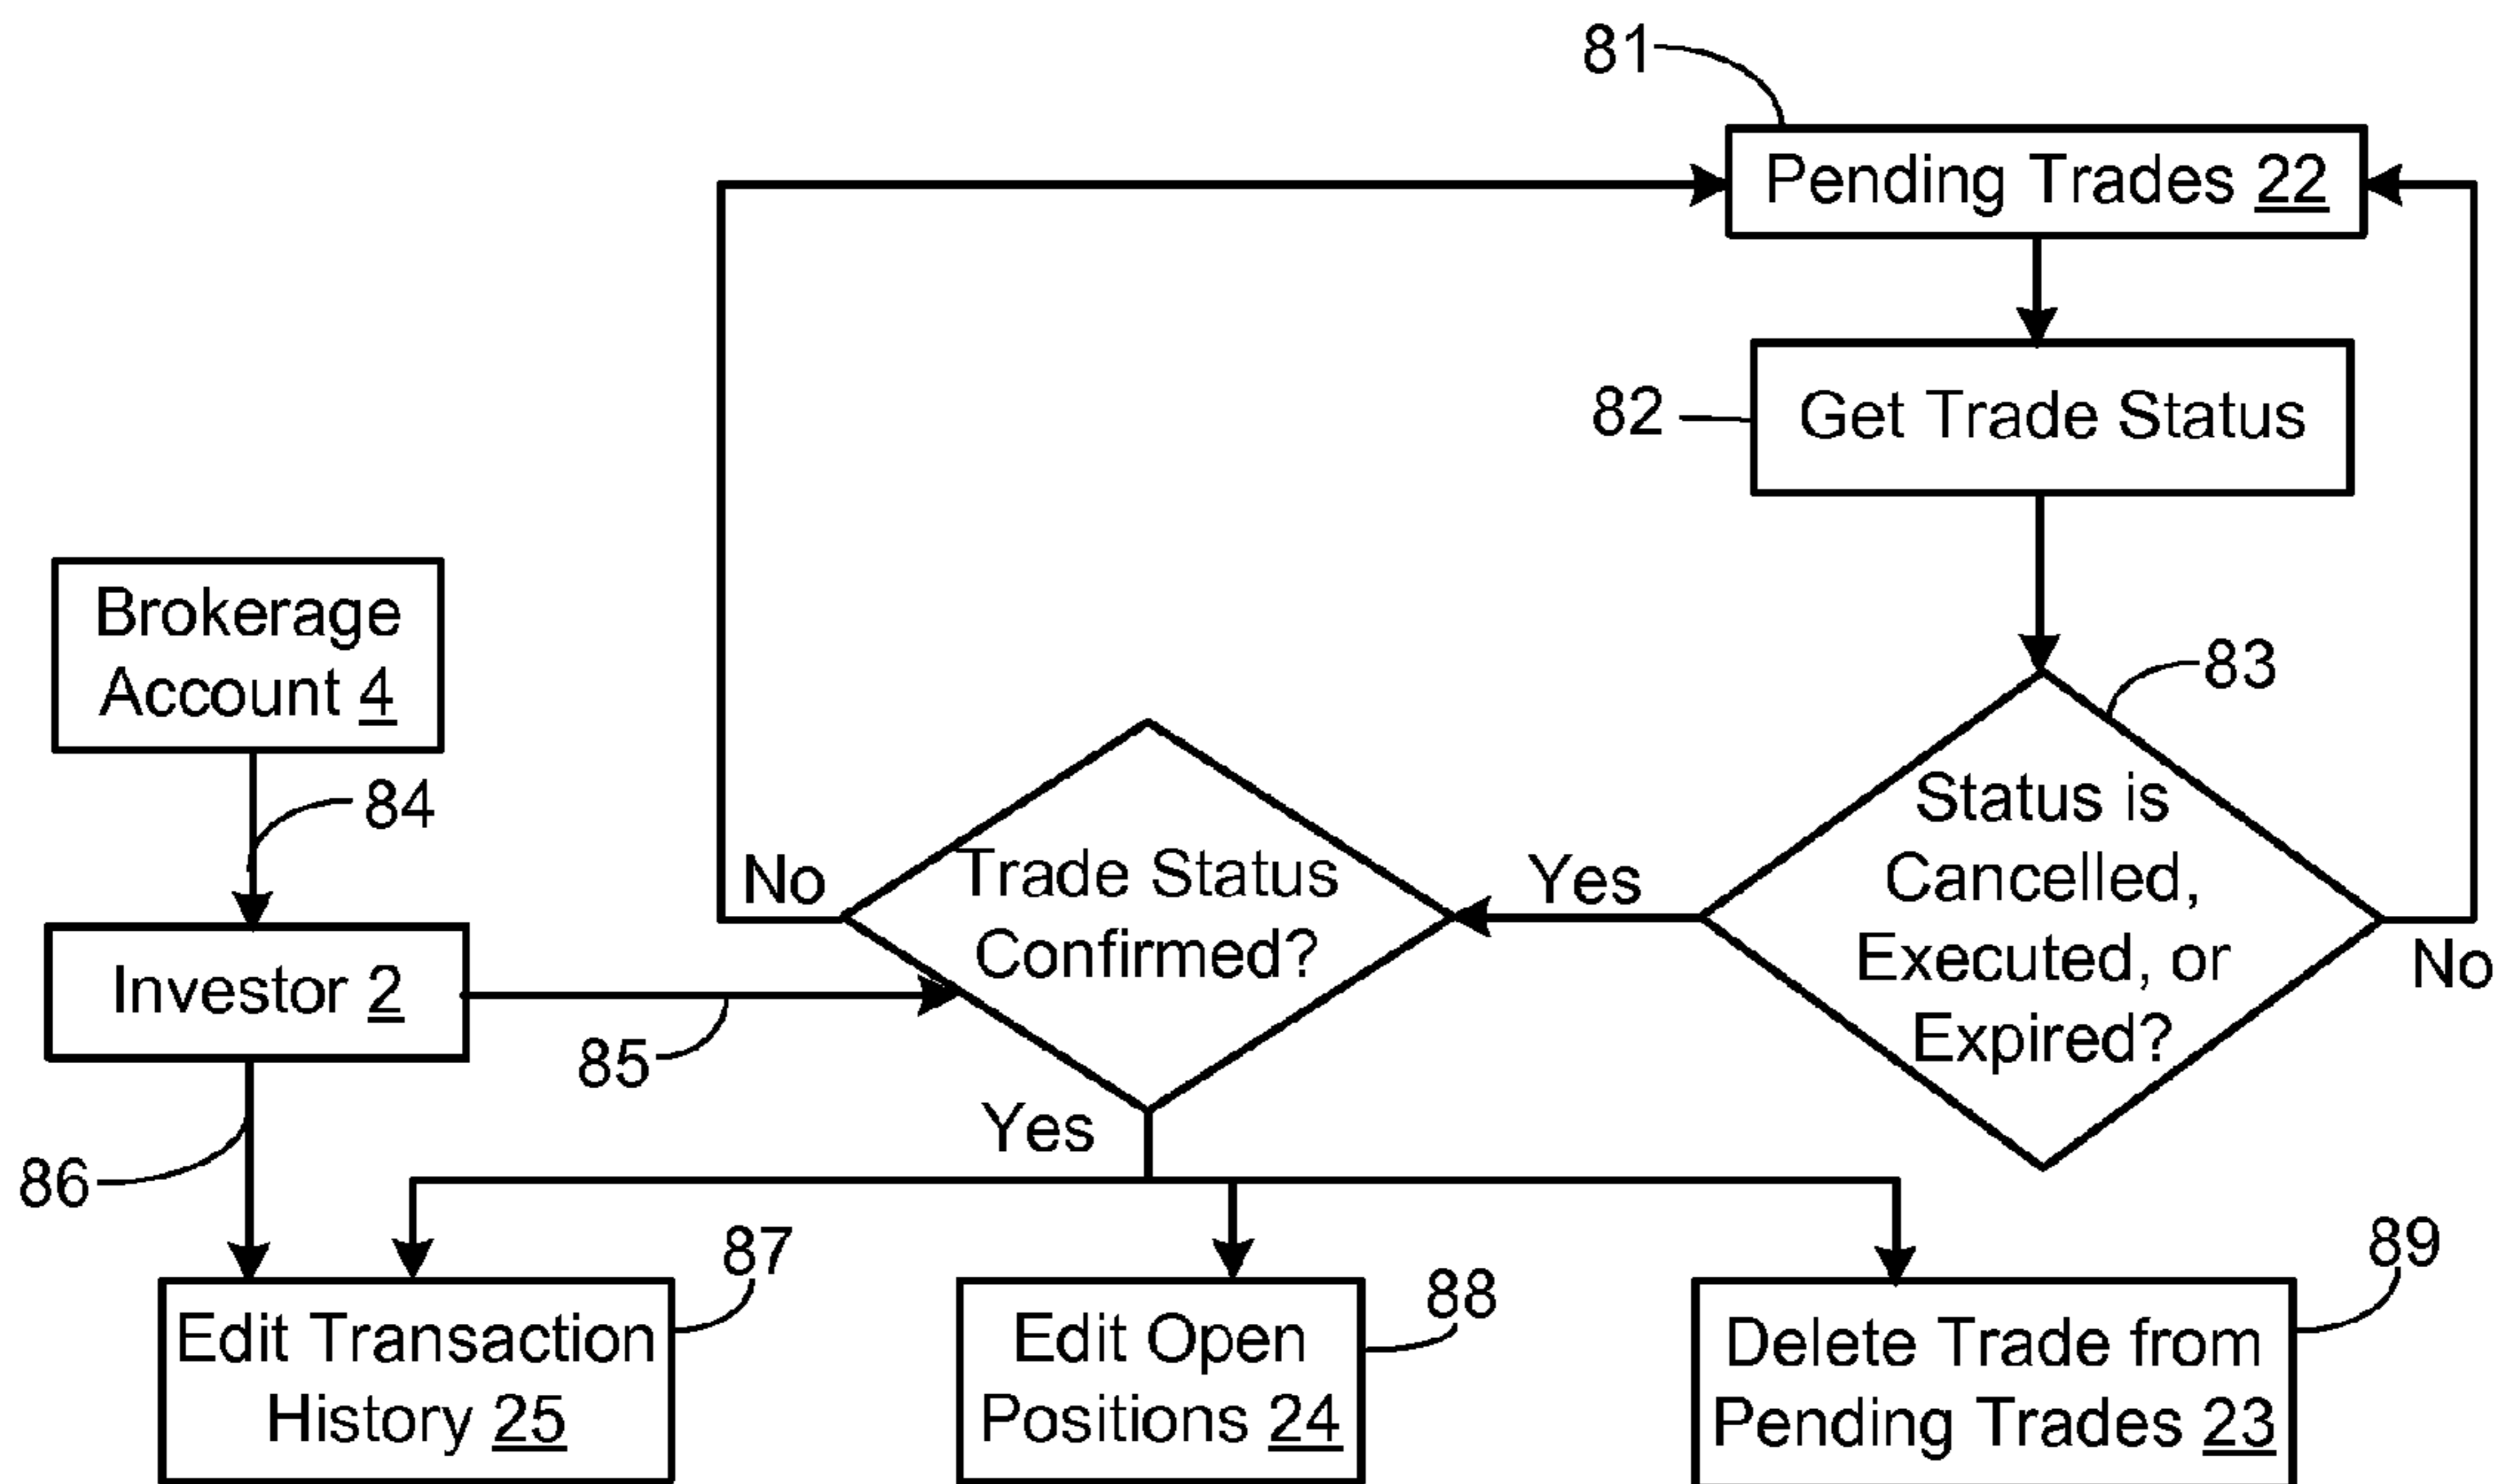 81
Pending Trades 22
82
Get Trade Status
Brokerage
Account 4
84
83
Status is
Cancelled,
Executed, or
Expired?
No
Yes
Trade Status
Confirmed?
No
Investor 2
85
Yes
86
87
Edit Transaction
History 25
88
Edit Open
Positions 24
89
Delete Trade from
Pending Trades 23